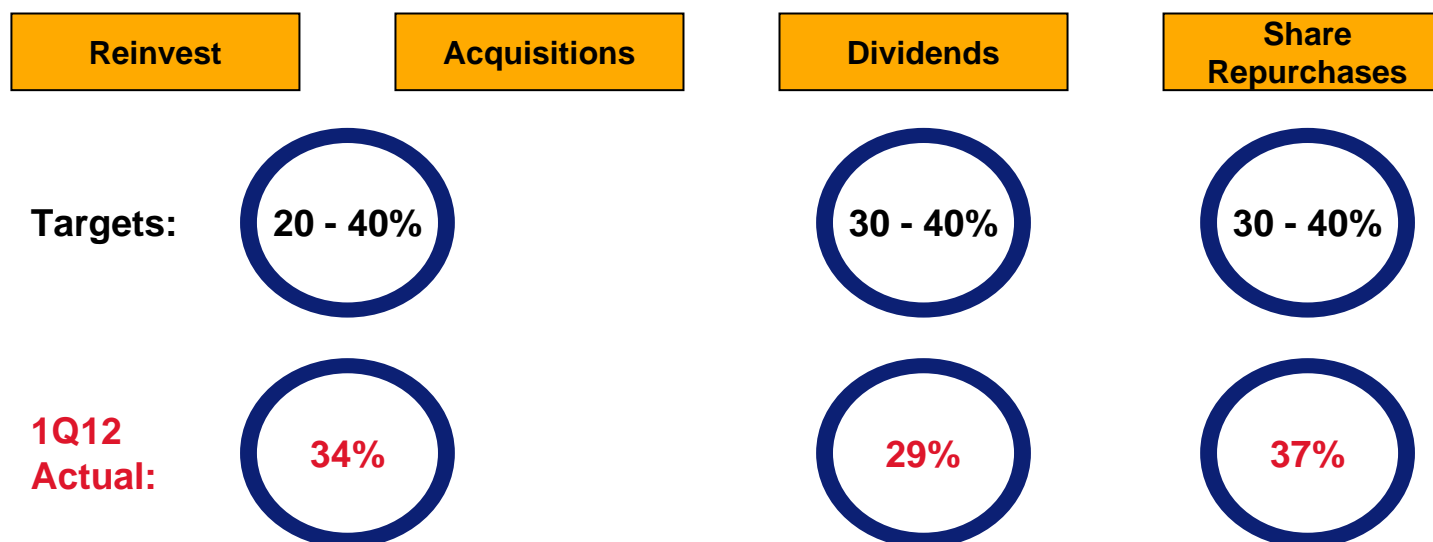 Reinvest
Acquisitions
Dividends
Share
Repurchases
Targets:
20 - 40%
30 - 40%
30 - 40%
1Q12
Actual:
34%
29%
37%